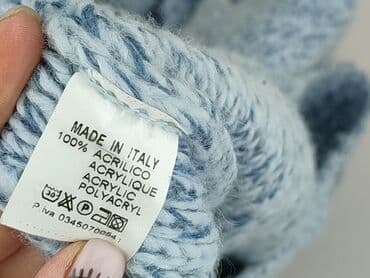 MADE IN ITALY
100% ACRILICO
ACRYLIQUE
ACRYLIC
POLYACRYL
P.iva